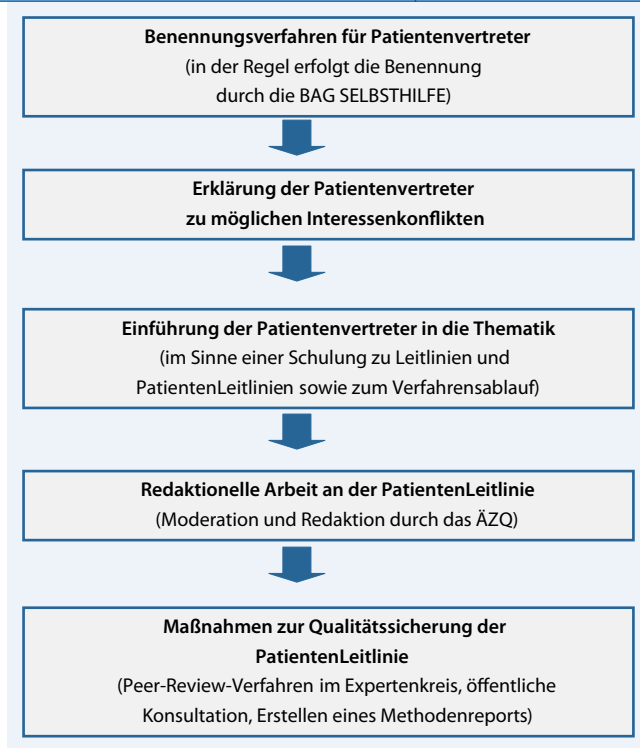 Benennungsverfahren für Patientenvertreter
(in der Regel erfolgt die Benennung
durch die BAG SELBSTHILFE)
Erklärung der Patientenvertreter
zu möglichen Interessenkonflikten
Einführung der Patientenvertreter in die Thematik
(im Sinne einer Schulung zu Leitlinien und
PatientenLeitlinien sowie zum Verfahrensablauf)
Redaktionelle Arbeit an der PatientenLeitlinie
(Moderation und Redaktion durch das ÄZQ)
Maßnahmen zur Qualitätssicherung der
PatientenLeitlinie
(Peer-Review-Verfahren im Expertenkreis, öffentliche
Konsultation, Erstellen eines Methodenreports)